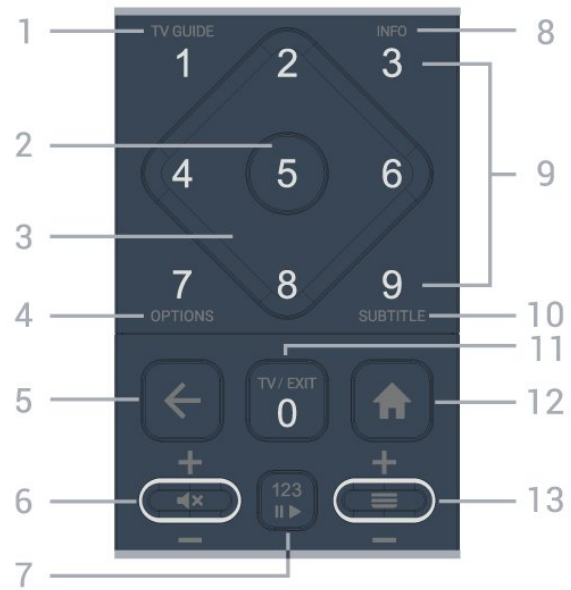 1 TV GUIDE INFO 8
1 2 3
2
4 5 6 9
3
7 8 9
4 OPTIONS SUBTITLE 10
11
5 TV / EXIT 12
0
+ +
6 13
123
- -
7